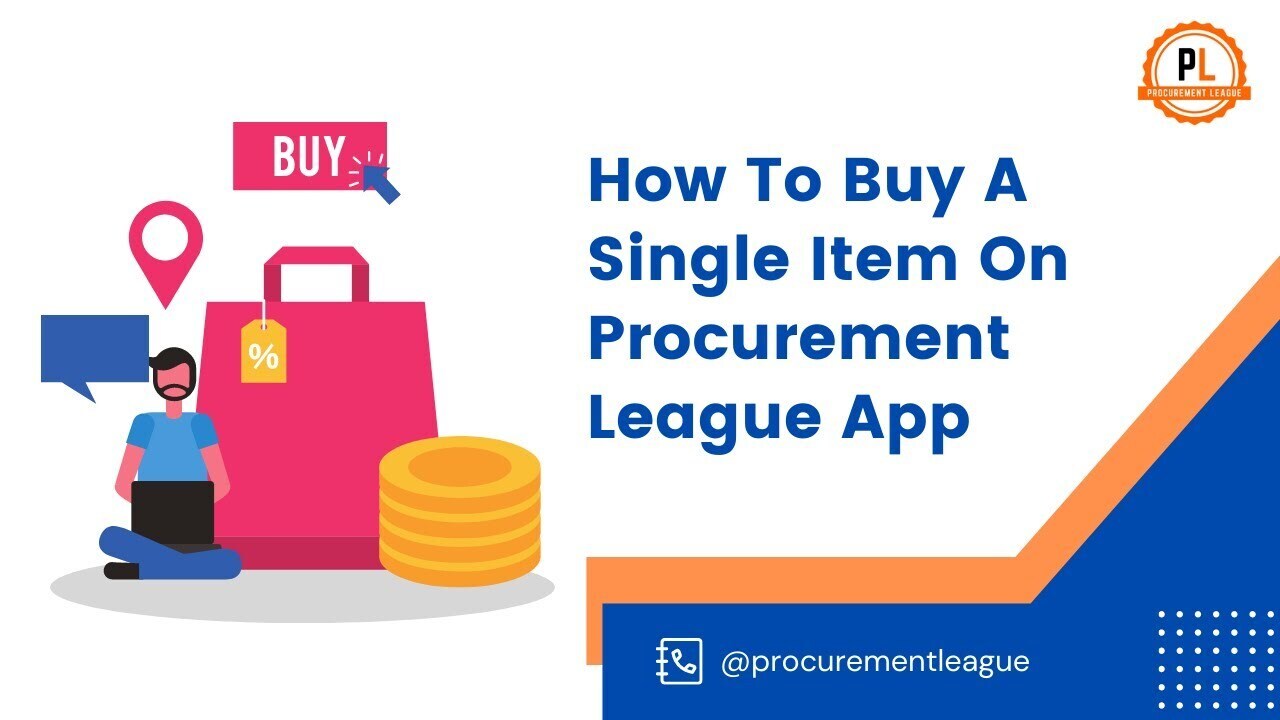 PL
PROCUREMENT LEAGUE
BUY
%
How To Buy A
Single Item On
Procurement
League App
@procurementleague